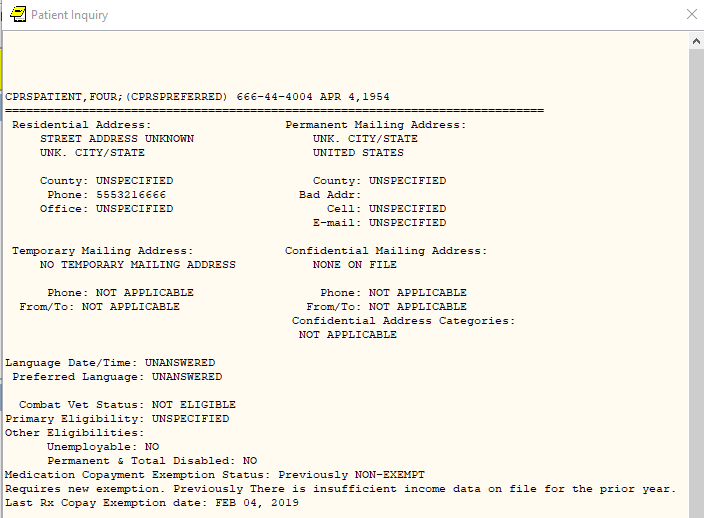 Patient Inquiry
CPRSPATIENT,FOUR;(CPRSPREFERRED) 666-44-4004 APR 4,1954
=============================================================================
Residential Address: Permanent Mailing Address:
STREET ADDRESS UNKNOWN UNK. CITY/STATE
UNK. CITY/STATE UNITED STATES
County: UNSPECIFIED County: UNSPECIFIED
Phone: 5553216666 Bad Addr:
Office: UNSPECIFIED Cell: UNSPECIFIED
E-mail: UNSPECIFIED
Temporary Mailing Address: Confidential Mailing Address:
NO TEMPORARY MAILING ADDRESS NONE ON FILE
Phone: NOT APPLICABLE Phone: NOT APPLICABLE
From/To: NOT APPLICABLE From/To: NOT APPLICABLE
Confidential Address Categories:
NOT APPLICABLE
Language Date/Time: UNANSWERED
Preferred Language: UNANSWERED
Combat Vet Status: NOT ELIGIBLE
Primary Eligibility: UNSPECIFIED
Other Eligibilities:
Unemployable: NO
Permanent & Total Disabled: NO
Medication Copayment Exemption Status: Previously NON-EXEMPT
Requires new exemption. Previously There is insufficient income data on file for the prior year.
Last Rx Copay Exemption date: FEB 04, 2019